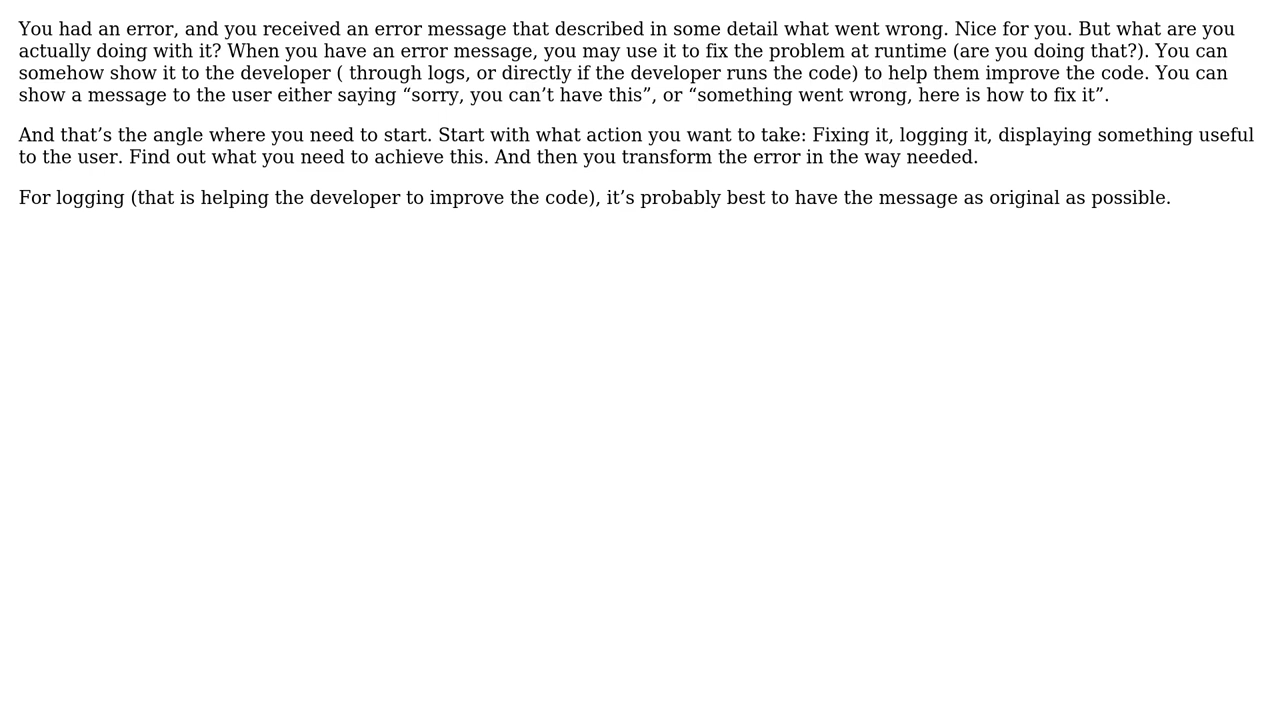 You had an error, and you received an error message that described in some detail what went wrong. Nice for you. But what are you
actually doing with it? When you have an error message, you may use it to fix the problem at runtime (are you doing that?). You can
somehow show it to the developer ( through logs, or directly if the developer runs the code) to help them improve the code. You can
show a message to the user either saying “sorry, you can’t have this”, or “something went wrong, here is how to fix it”.
And that’s the angle where you need to start. Start with what action you want to take: Fixing it, logging it, displaying something useful
to the user. Find out what you need to achieve this. And then you transform the error in the way needed.
For logging (that is helping the developer to improve the code), it’s probably best to have the message as original as possible.